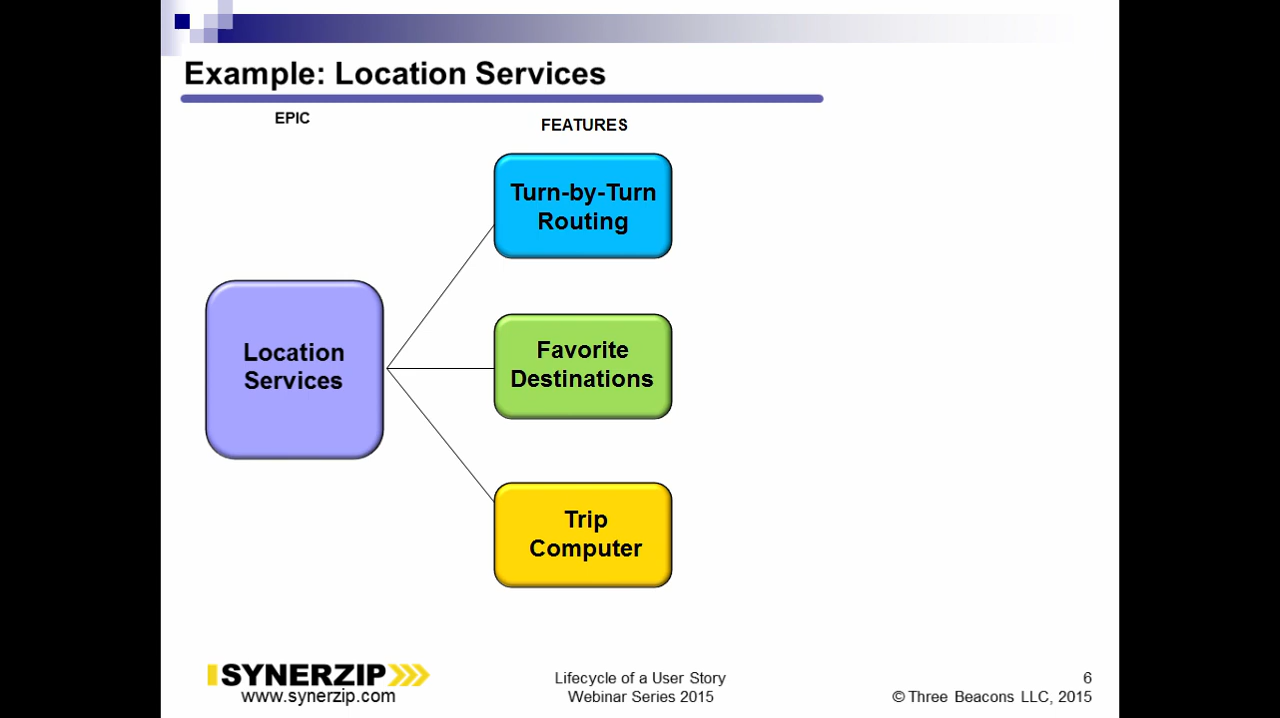 Example: Location Services
EPIC
FEATURES
Turn-by-Turn
Routing
Location
Services
Favorite
Destinations
Trip
Computer
SYNERZIP
www.synerzip.com
Lifecycle of a User Story
Webinar Series 2015
6
© Three Beacons LLC, 2015